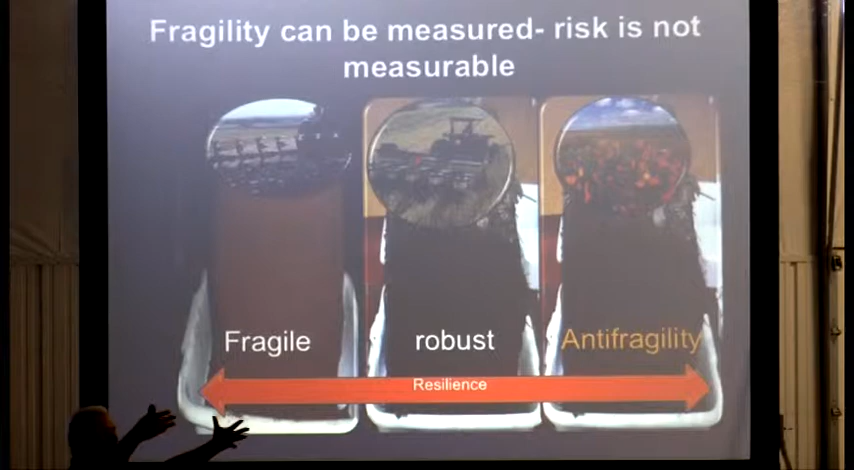 Fragility can be measured- risk is not
measurable
Fragile
robust
Antifragility
Resilience